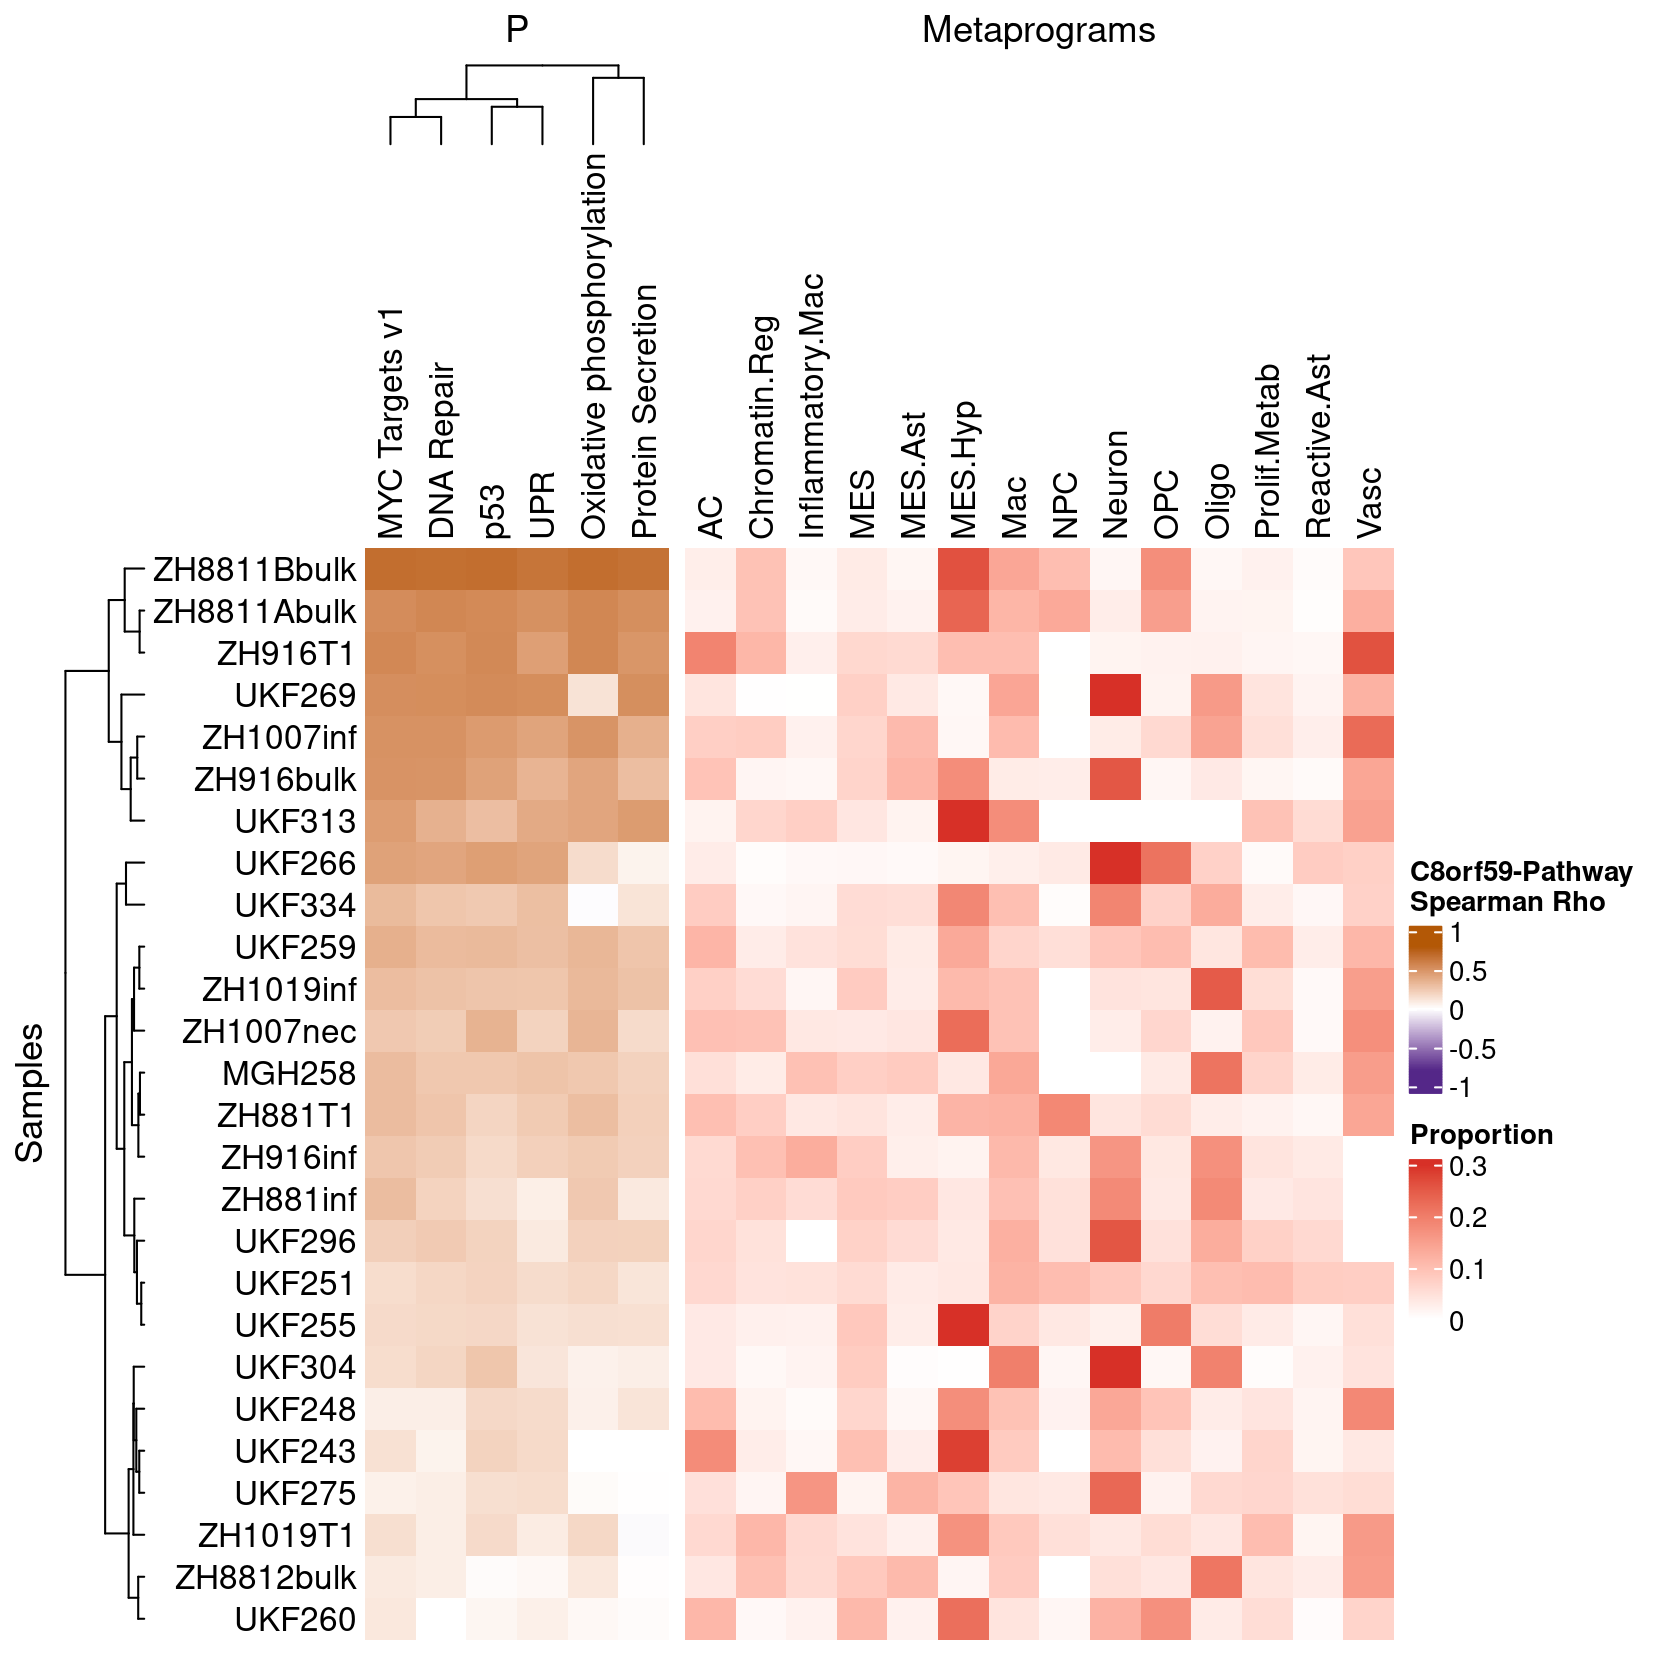 P
Metaprograms
MYC Targets v1
DNA Repair
p53
UPR
Oxidative phosphorylation
Protein Secretion
AC
Chromatin.Reg
Inflammatory.Mac
MES
MES.Ast
MES.Hyp
Mac
NPC
Neuron
OPC
Oligo
Prolif.Metab
Reactive.Ast
Vasc
Samples
ZH8811Bbulk
ZH8811Abulk
ZH916T1
UKF269
ZH1007inf
ZH916bulk
UKF313
UKF266
UKF334
UKF259
ZH1019inf
ZH1007nec
MGH258
ZH881T1
ZH916inf
ZH881inf
UKF296
UKF251
UKF255
UKF304
UKF248
UKF243
UKF275
ZH1019T1
ZH8812bulk
UKF260
C8orf59-Pathway
Spearman Rho
1
0.5
0
-0.5
-1
Proportion
0.3
0.2
0.1
0